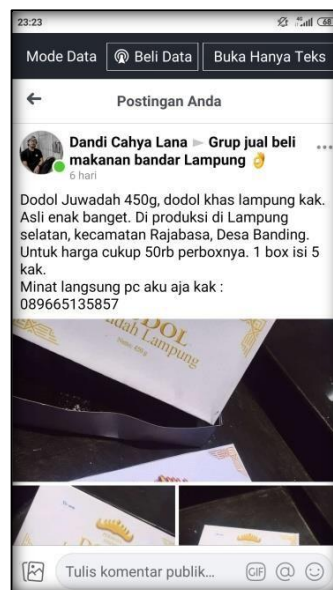 23:23
68
Mode Data
Beli Data
Buka Hanya Teks
Postingan Anda
Dandi Cahya Lana ► Grup jual beli
makanan bandar Lampung 👌
6 hari
Dodol Juwadah 450g, dodol khas lampung kak.
Asli enak banget. Di produksi di Lampung
selatan, kecamatan Rajabasa, Desa Banding.
Untuk harga cukup 50rb perboxnya. 1 box isi 5
kak.
Minat langsung pc aku aja kak :
089665135857
DOL
adah Lampung
Tulis komentar publik...
GIF